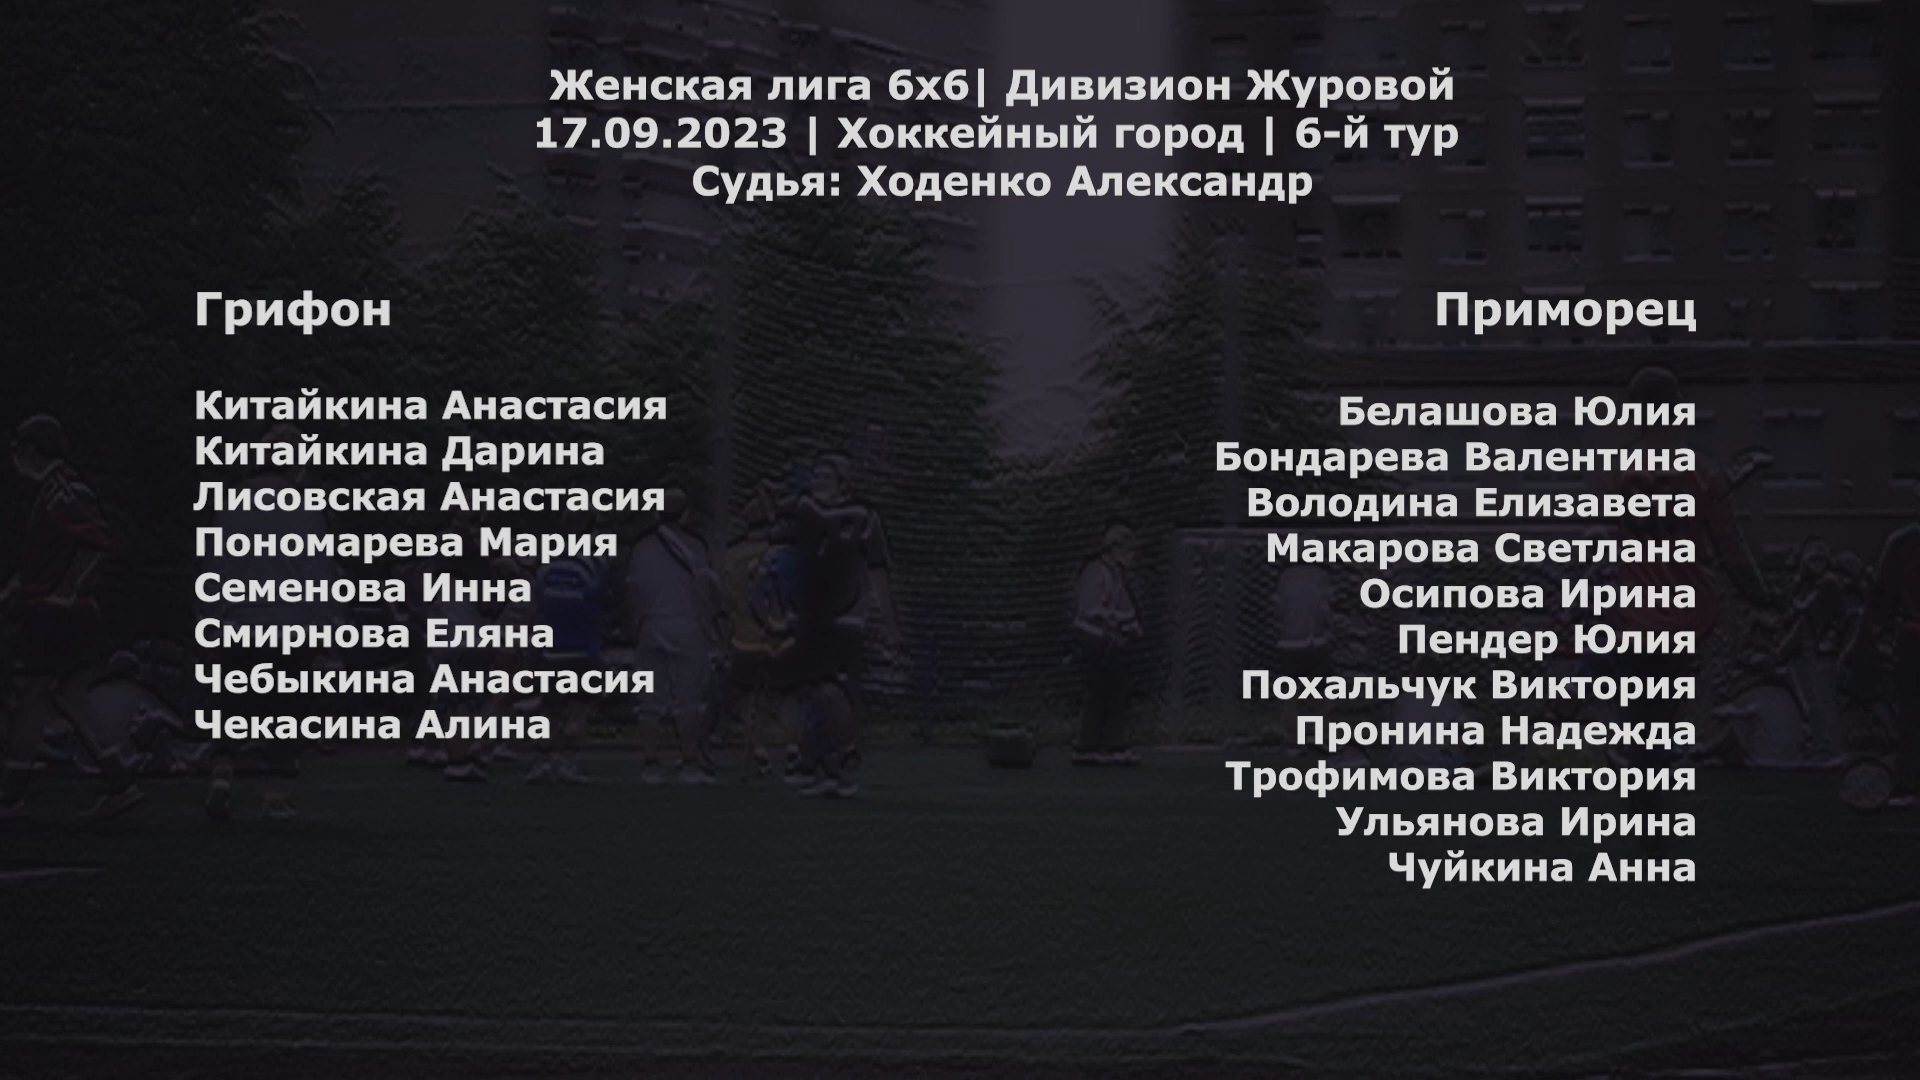 Женская лига 6х6| Дивизион Журовой
17.09.2023 | Хоккейный город | 6-й тур
Судья: Ходенко Александр
Грифон
Китайкина Анастасия
Китайкина Дарина
Лисовская Анастасия
Пономарева Мария
Семенова Инна
Смирнова Еляна
Чебыкина Анастасия
Чекасина Алина
Приморец
Белашова Юлия
Бондарева Валентина
Володина Елизавета
Макарова Светлана
Осипова Ирина
Пендер Юлия
Похальчук Виктория
Пронина Надежда
Трофимова Виктория
Ульянова Ирина
Чуйкина Анна